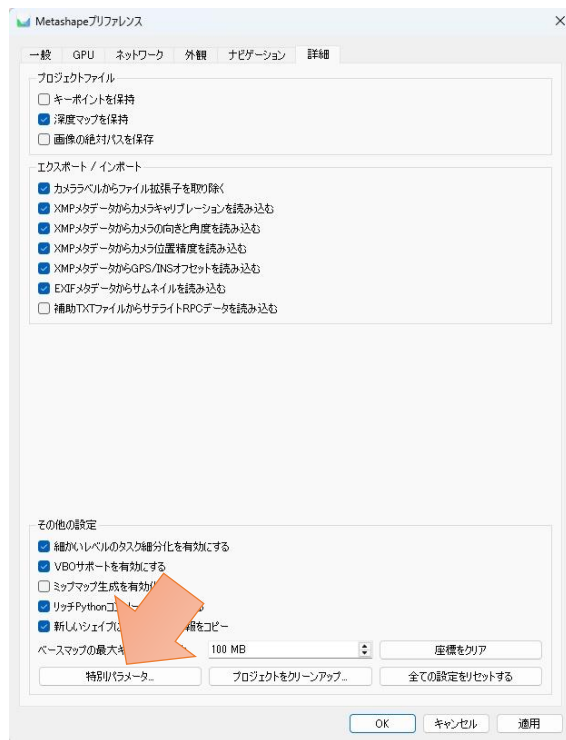 Metashapeプリファレンス
一般 GPU ネットワーク 外観 ナビゲーション 詳細
プロジェクトファイル
キーポイントを保持
深度マップを保持
画像の絶対パスを保存
エクスポート / インポート
カメララベルからファイル拡張子を取り除く
XMPメタデータからカメラキャリブレーションを読み込む
XMPメタデータからカメラの向きと角度を読み込む
XMPメタデータからカメラ位置精度を読み込む
XMPメタデータからGPS/INSオフセットを読み込む
EXIFメタデータからサムネイルを読み込む
補助TXTファイルからサテライトRPCデータを読み込む
その他の設定
細かいレベルのタスク細分化を有効にする
VBOサポートを有効にする
ミップマップ生成を有効
リッチPython
新しいシェイプ 報をコピー
ベースマップの最大キ 100 MB 座標をクリア
特別パラメータ... プロジェクトをクリーンアップ... 全ての設定をリセットする
OK キャンセル 適用